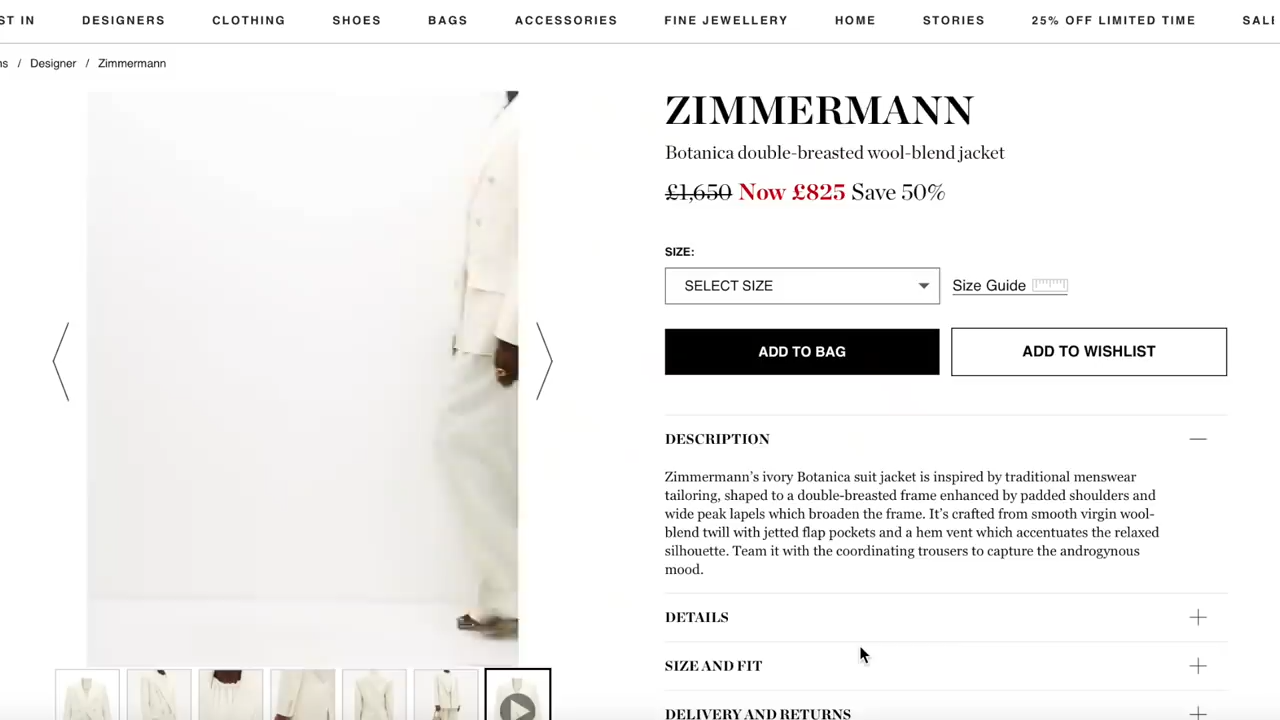 ST IN DESIGNERS CLOTHING SHOES BAGS ACCESSORIES FINE JEWELLERY HOME STORIES 25% OFF LIMITED TIME SALE
ns / Designer / Zimmermann
ZIMMERMANN
Botanica double-breasted wool-blend jacket
£1,650 Now £825 Save 50%
SIZE:
SELECT SIZE Size Guide
ADD TO BAG ADD TO WISHLIST
DESCRIPTION
Zimmermann's ivory Botanica suit jacket is inspired by traditional menswear
tailoring, shaped to a double-breasted frame enhanced by padded shoulders and
wide peak lapels which broaden the frame. It's crafted from smooth virgin wool-
blend twill with jetted flap pockets and a hem vent which accentuates the relaxed
silhouette. Team it with the coordinating trousers to capture the androgynous
mood.
DETAILS
SIZE AND FIT
DELIVERY AND RETURNS